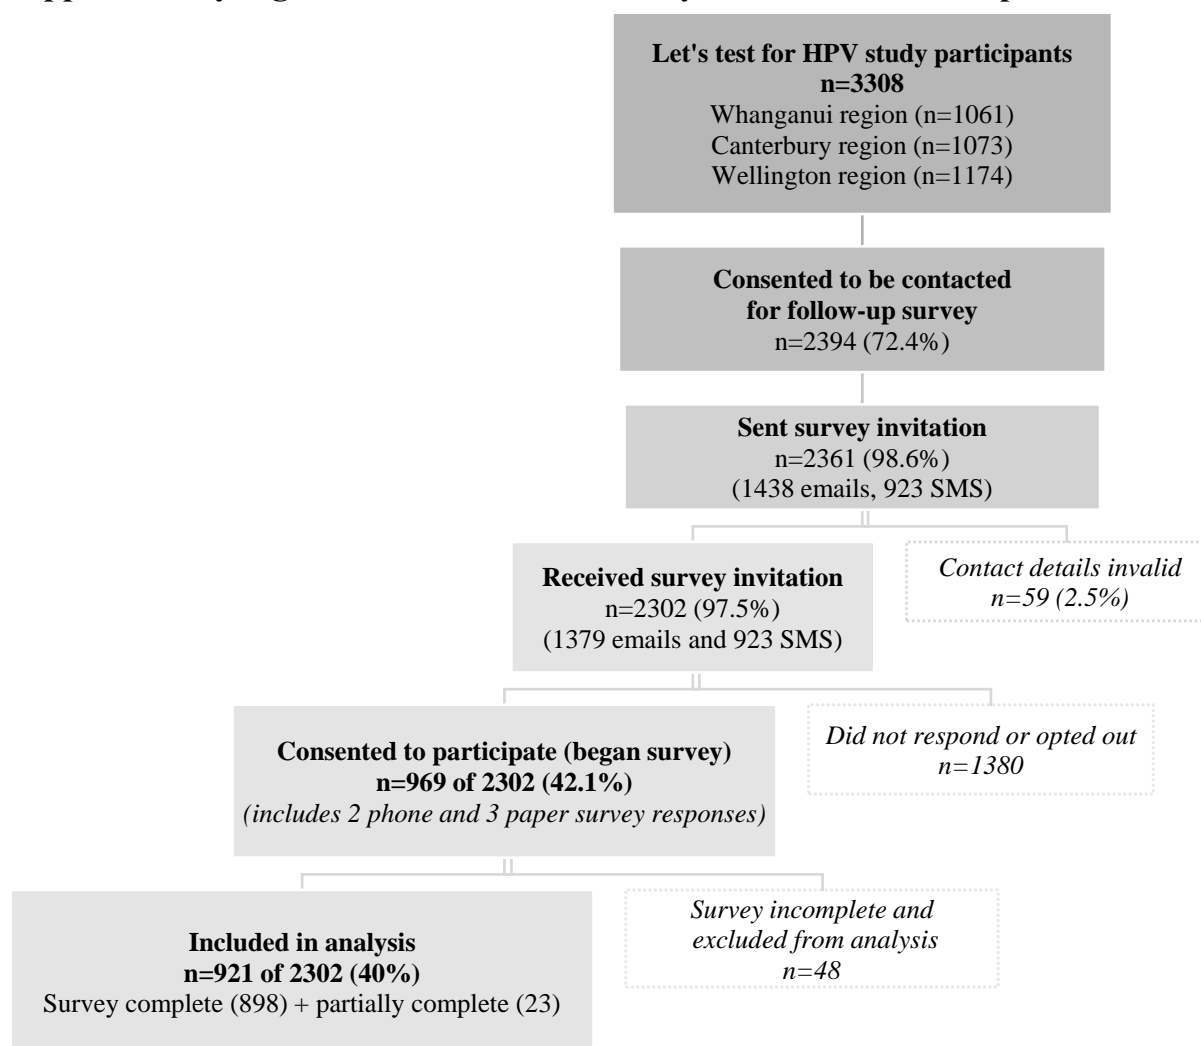 Let's test for HPV study participants
n=3308
Whanganui region (n=1061)
Canterbury region (n=1073)
Wellington region (n=1174)
Consented to be contacted
for follow-up survey
n=2394 (72.4%)
Sent survey invitation
n=2361 (98.6%)
(1438 emails, 923 SMS)
Received survey invitation
n=2302 (97.5%)
(1379 emails and 923 SMS)
Contact details invalid
n=59 (2.5%)
Consented to participate (began survey)
n=969 of 2302 (42.1%)
(includes 2 phone and 3 paper survey responses)
Did not respond or opted out
n=1380
Included in analysis
n=921 of 2302 (40%)
Survey complete (898) + partially complete (23)
Survey incomplete and
excluded from analysis
n=48